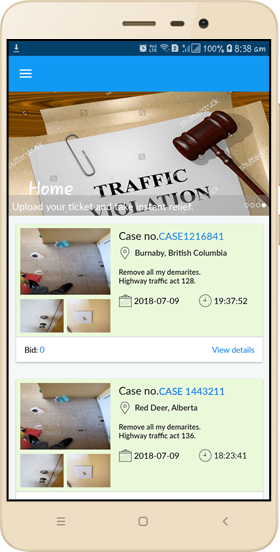 100% 8:38 am
Home
TRAFFIC
VIOLATION
Upload your ticket and take instant relief.
Case no.CASE1216841
Burnaby, British Columbia
Remove all my demarites.
Highway traffic act 128.
2018-07-09 19:37:52
Bid: 0 View details
Case no.CASE 1443211
Red Deer, Alberta
Remove all my demarites.
Highway traffic act 136.
2018-07-09 18:23:41